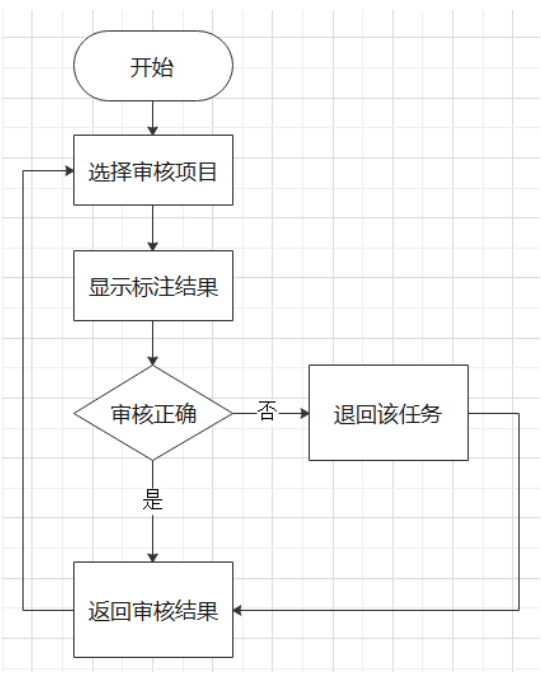 开始
选择审核项目
显示标注结果
审核正确
否
退回该任务
是
返回审核结果